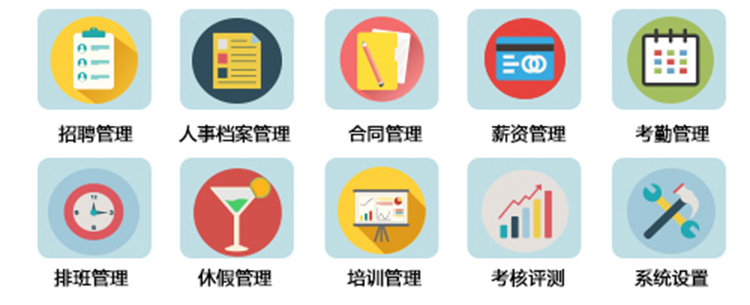 招聘管理
人事档案管理
合同管理
薪资管理
考勤管理
排班管理
休假管理
培训管理
考核评测
系统设置